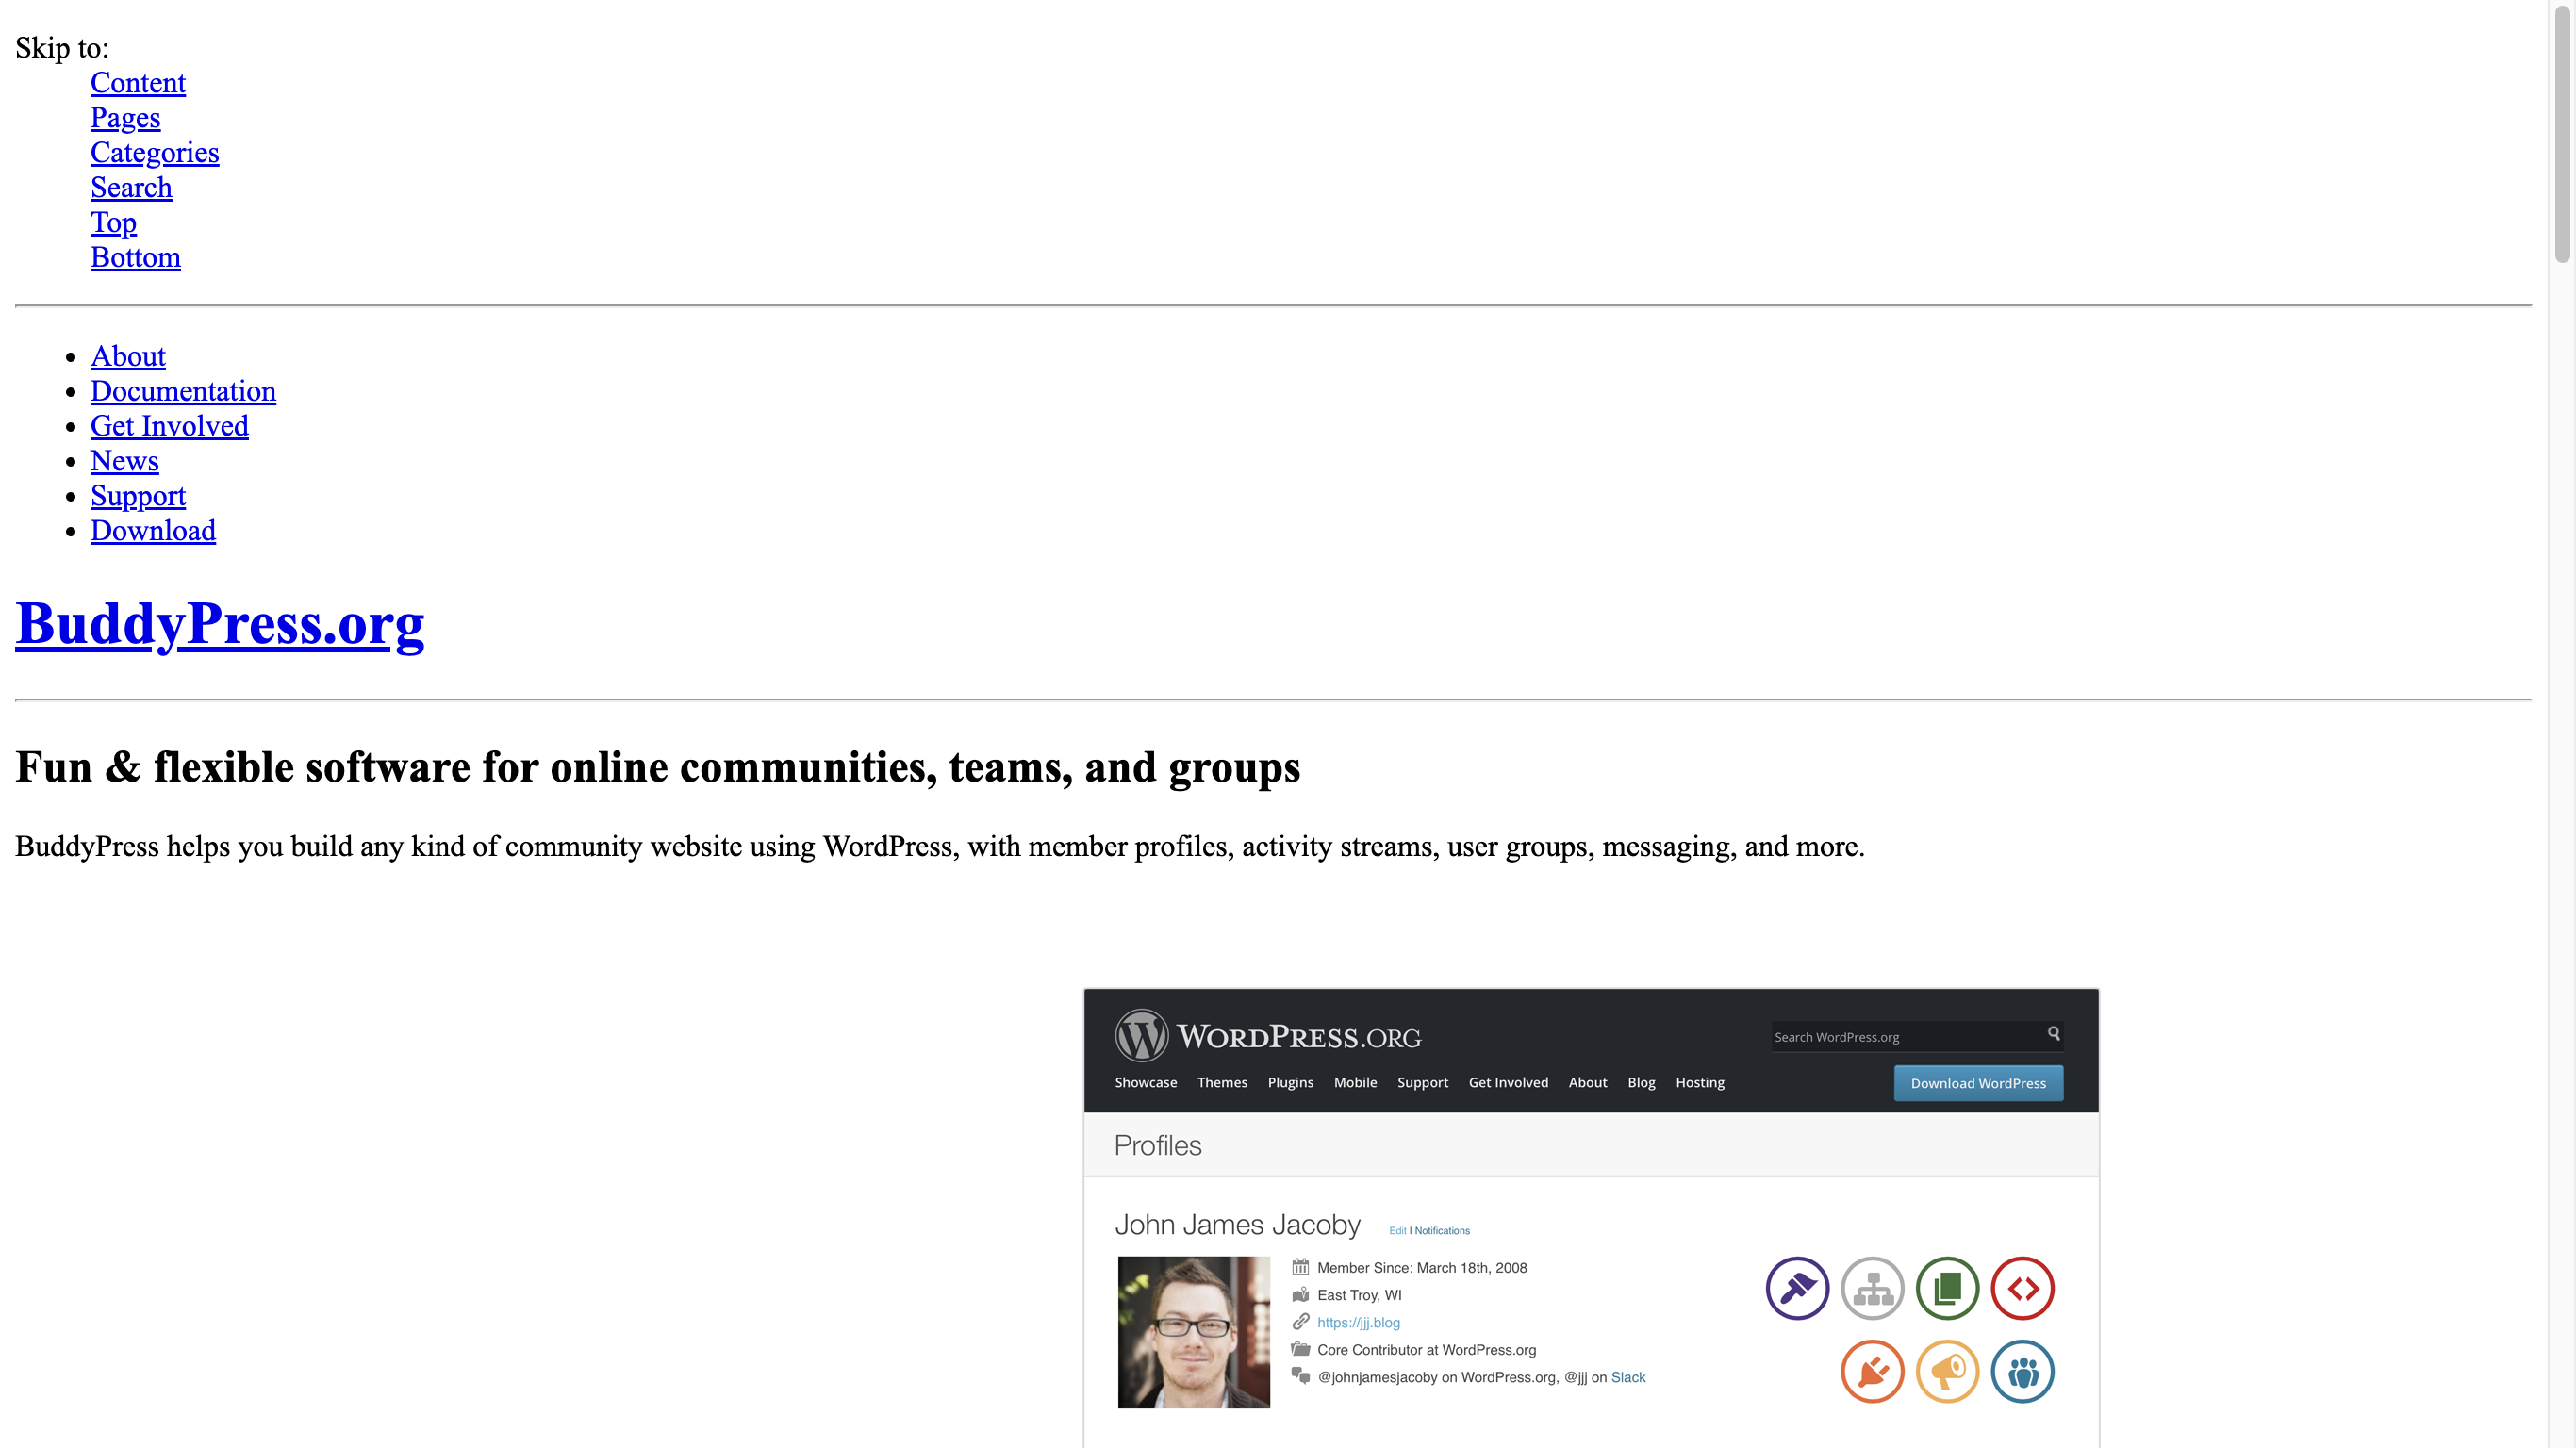 Skip to:
Content
Pages
Categories
Search
Top
Bottom
About
Documentation
Get Involved
News
Support
Download
BuddyPress.org
Fun & flexible software for online communities, teams, and groups
BuddyPress helps you build any kind of community website using WordPress, with member profiles, activity streams, user groups, messaging, and more.
WORDPRESS.ORG
Search WordPress.org
Showcase Themes Plugins Mobile Support Get Involved About Blog Hosting
Download WordPress
Profiles
John James Jacoby Edit | Notifications
Member Since: March 18th, 2008
East Troy, WI
https://jjj.blog
Core Contributor at WordPress.org
@johnjamesjacoby on WordPress.org, @jjj on Slack